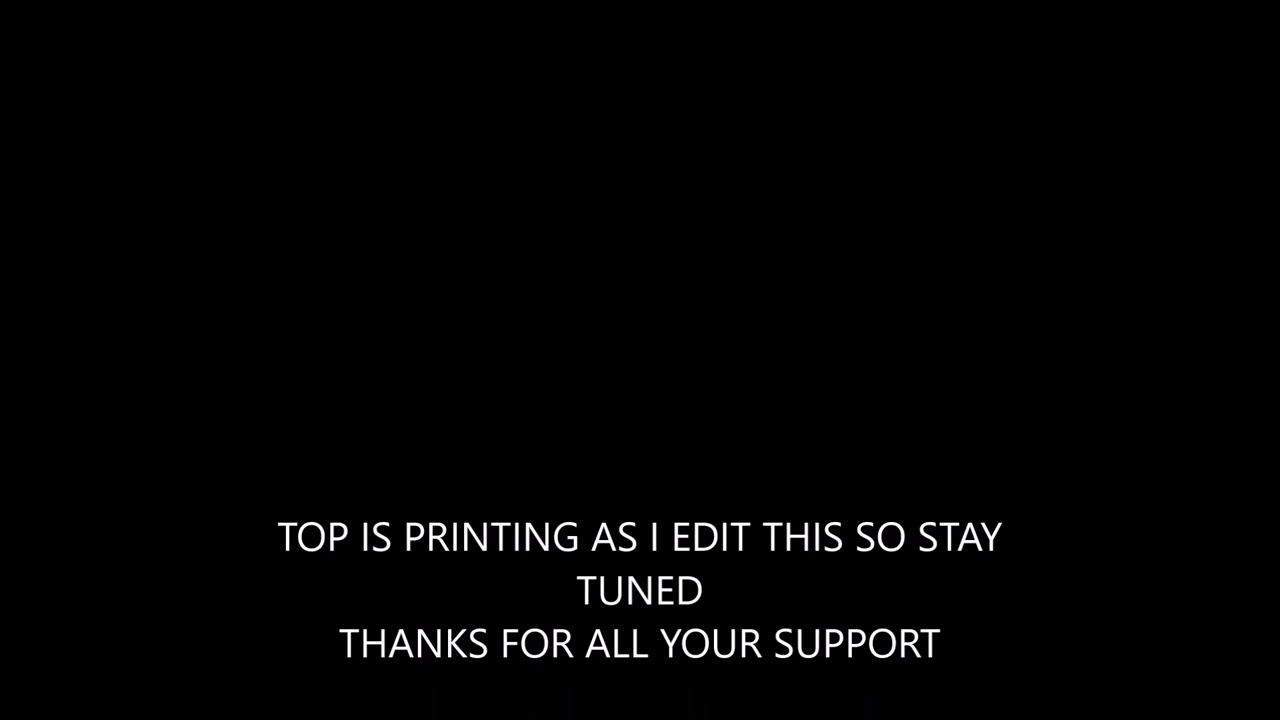 TOP IS PRINTING AS I EDIT THIS SO STAY
TUNED
THANKS FOR ALL YOUR SUPPORT